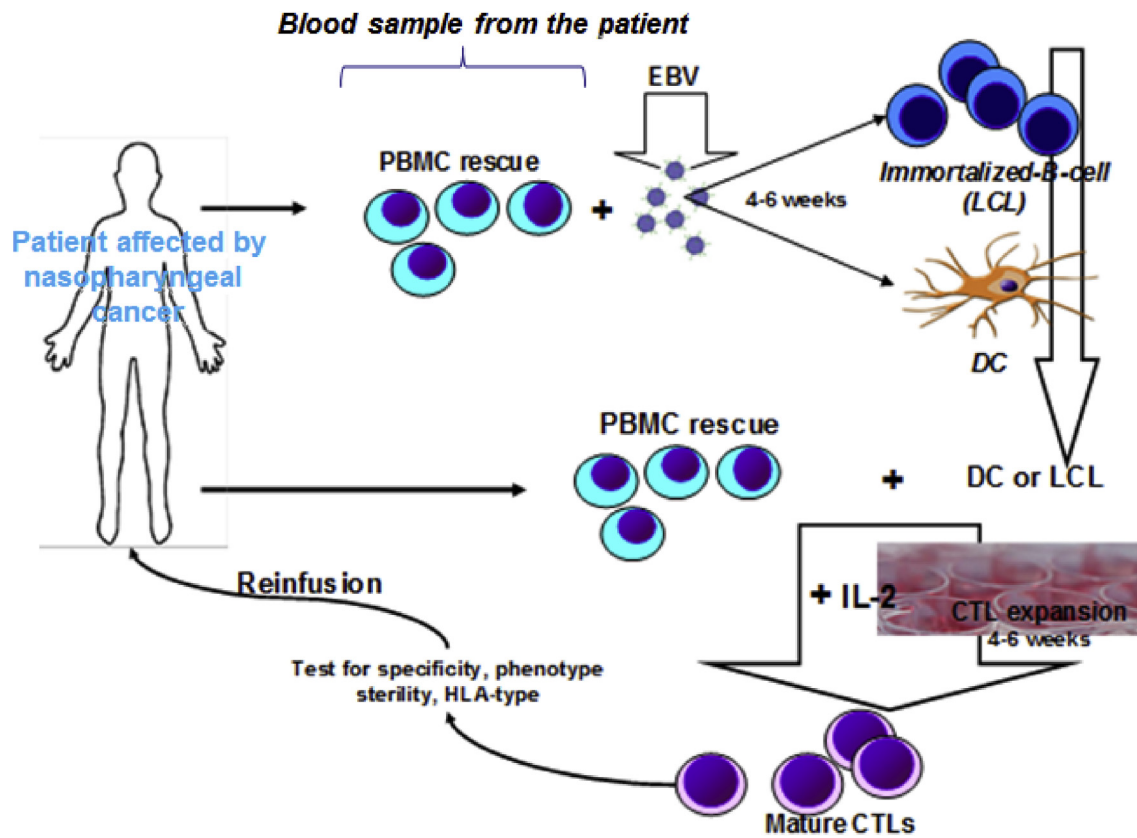 Blood sample from the patient
EBV
PBMC rescue
+
4-6 weeks
Immortalized-B-cell
(LCL)
Patient affected by
nasopharyngeal
cancer
DC
PBMC rescue
+
DC or LCL
+ IL-2
CTL expansion
4-6 weeks
Reinfusion
Test for specificity, phenotype
sterility, HLA-type
Mature CTLs